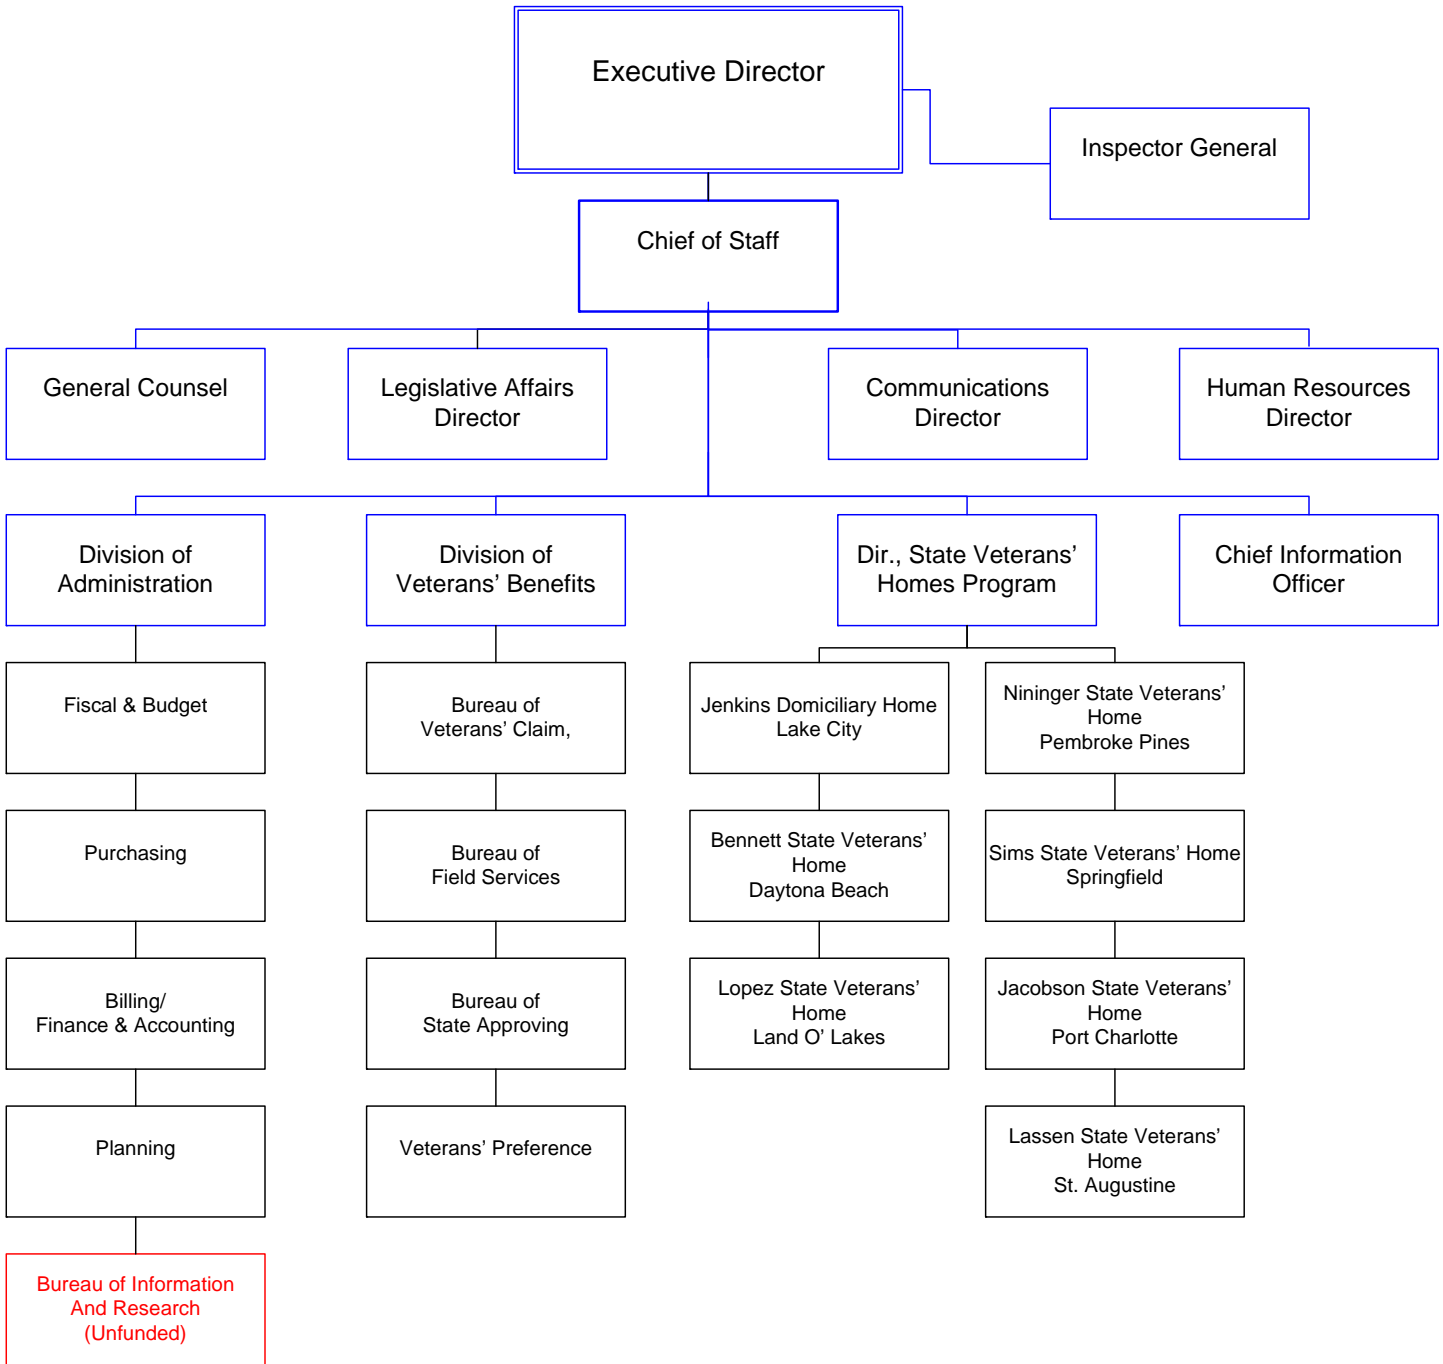 Executive Director
Inspector General
Chief of Staff
General Counsel
Legislative Affairs
Director
Communications
Director
Human Resources
Director
Division of
Administration
Division of
Veterans’ Benefits
Dir., State Veterans’
Homes Program
Chief Information
Officer
Fiscal & Budget
Bureau of
Veterans’ Claim,
Jenkins Domiciliary Home
Lake City
Nininger State Veterans’
Home
Pembroke Pines
Purchasing
Bureau of
Field Services
Bennett State Veterans’
Home
Daytona Beach
Sims State Veterans’ Home
Springfield
Billing/
Finance & Accounting
Bureau of
State Approving
Lopez State Veterans’
Home
Land O’ Lakes
Jacobson State Veterans’
Home
Port Charlotte
Planning
Veterans’ Preference
Lassen State Veterans’
Home
St. Augustine
Bureau of Information
And Research
(Unfunded)